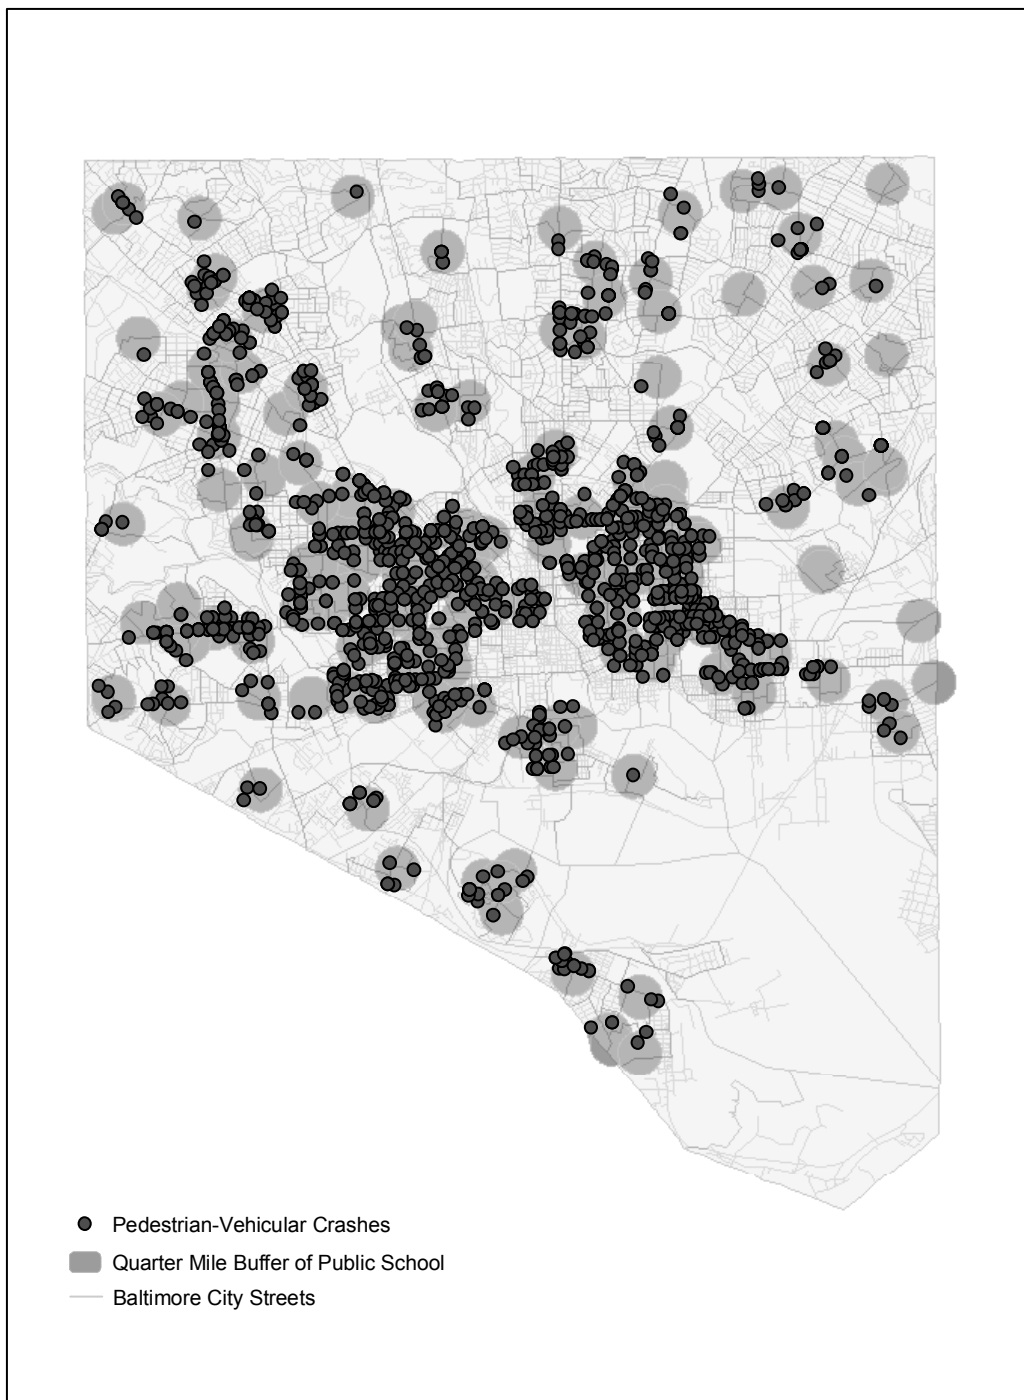 Pedestrian-Vehicular Crashes
Quarter Mile Buffer of Public School
Baltimore City Streets